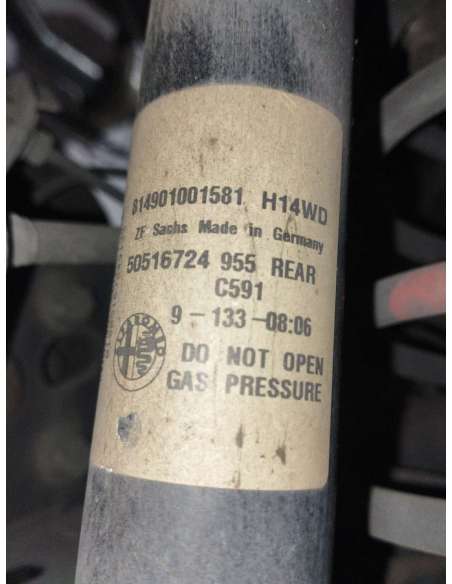 814901001581 H14WD
ZF Sachs Made in Germany
50516724 955 REAR
C591
9 - 133 - 08:06
DO NOT OPEN
GAS PRESSURE